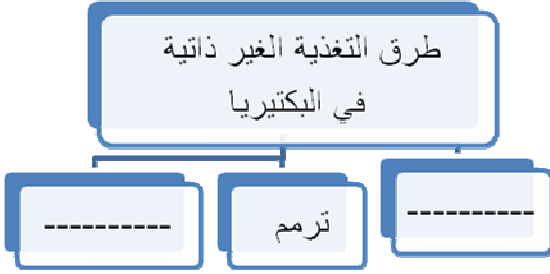 طرق التغذية الغير ذاتية
في البكتيريا
----------
ترمم
----------